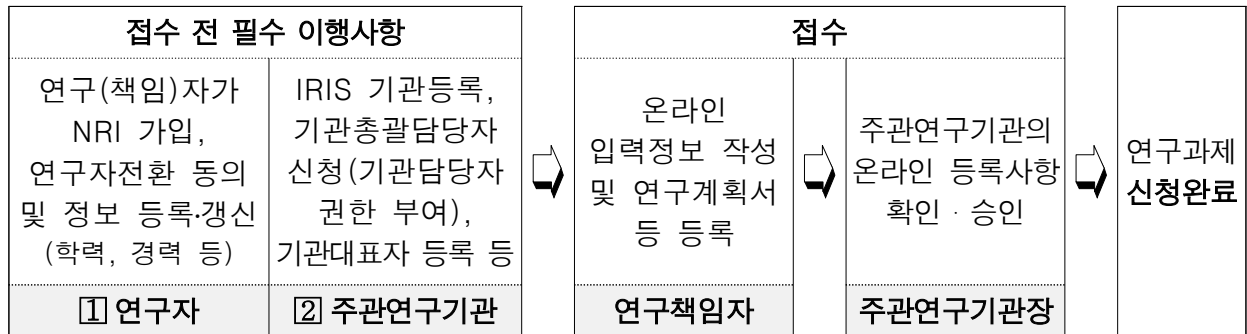 접수 전 필수 이행사항
연구(책임)자가
NRI 가입,
연구자전환 동의
및 정보 등록·갱신
(학력, 경력 등)
1 연구자
IRIS 기관등록,
기관총괄담당자
신청(기관담당자
권한 부여),
기관대표자 등록 등
2 주관연구기관
접수
온라인
입력정보 작성
및 연구계획서
등 등록
연구책임자
주관연구기관의
온라인 등록사항
확인 · 승인
주관연구기관장
연구과제
신청완료